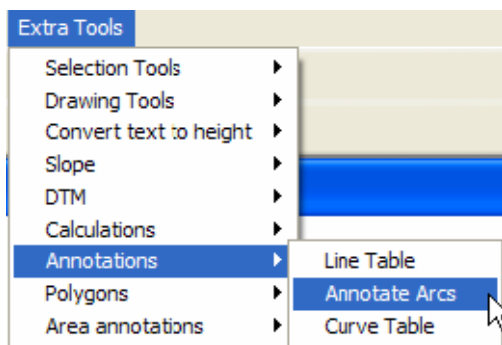 Extra Tools
Selection Tools
Drawing Tools
Convert text to height
Slope
DTM
Calculations
Annotations
Polygons
Area annotations
Line Table
Annotate Arcs
Curve Table